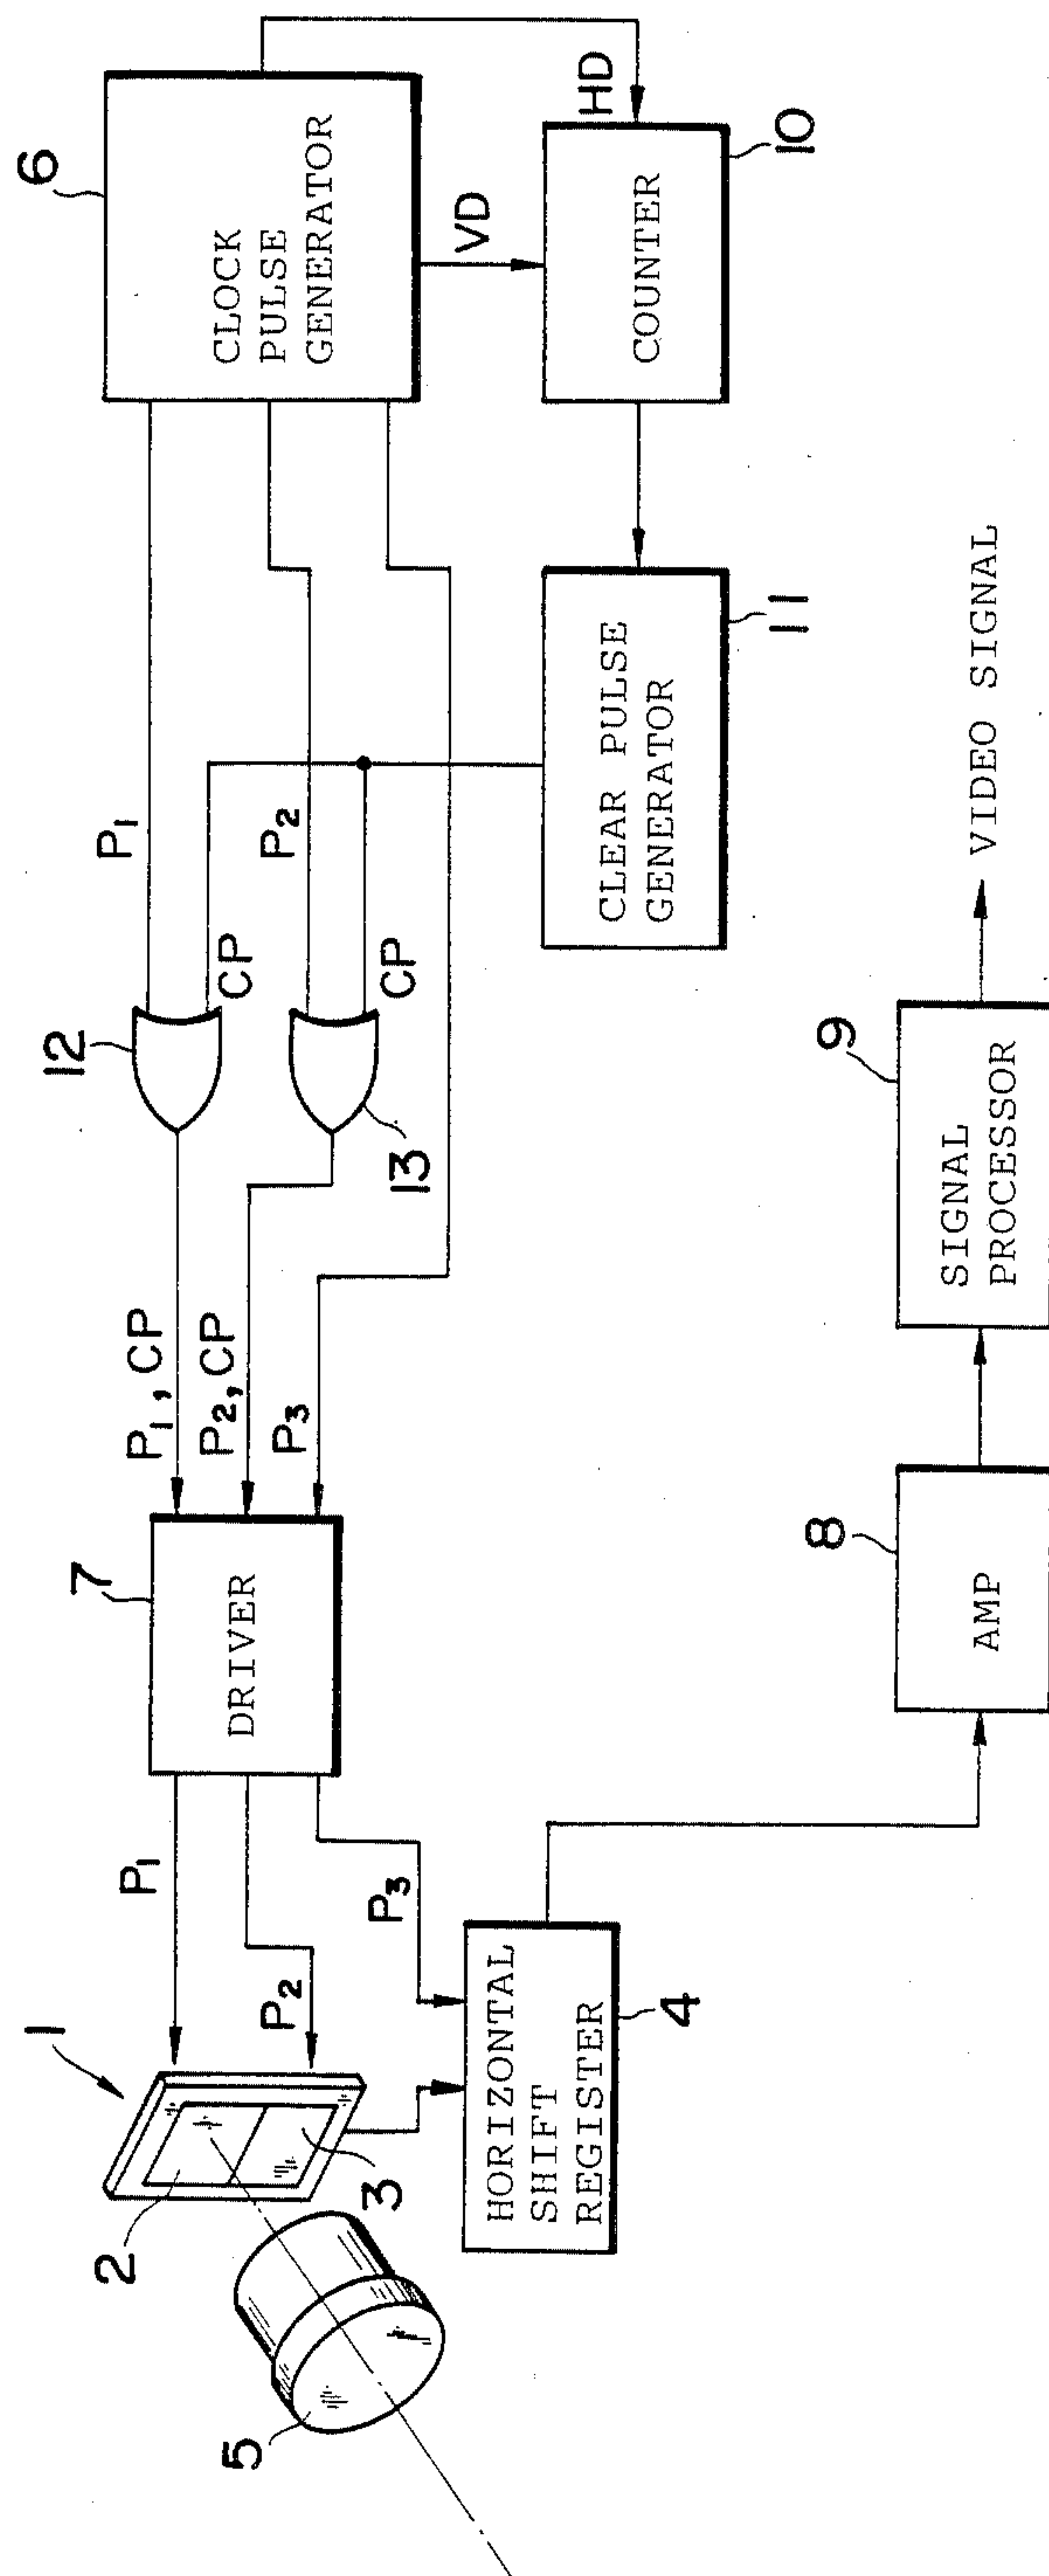 1
2
3
5
P1
P2
P3
HORIZONTAL
SHIFT
REGISTER
4
7
DRIVER
P1, CP
P2, CP
P3
12
CP
13
CP
P1
P2
6
CLOCK
PULSE
GENERATOR
VD
HD
COUNTER
10
CLEAR PULSE
GENERATOR
11
8
AMP
9
SIGNAL
PROCESSOR
VIDEO SIGNAL